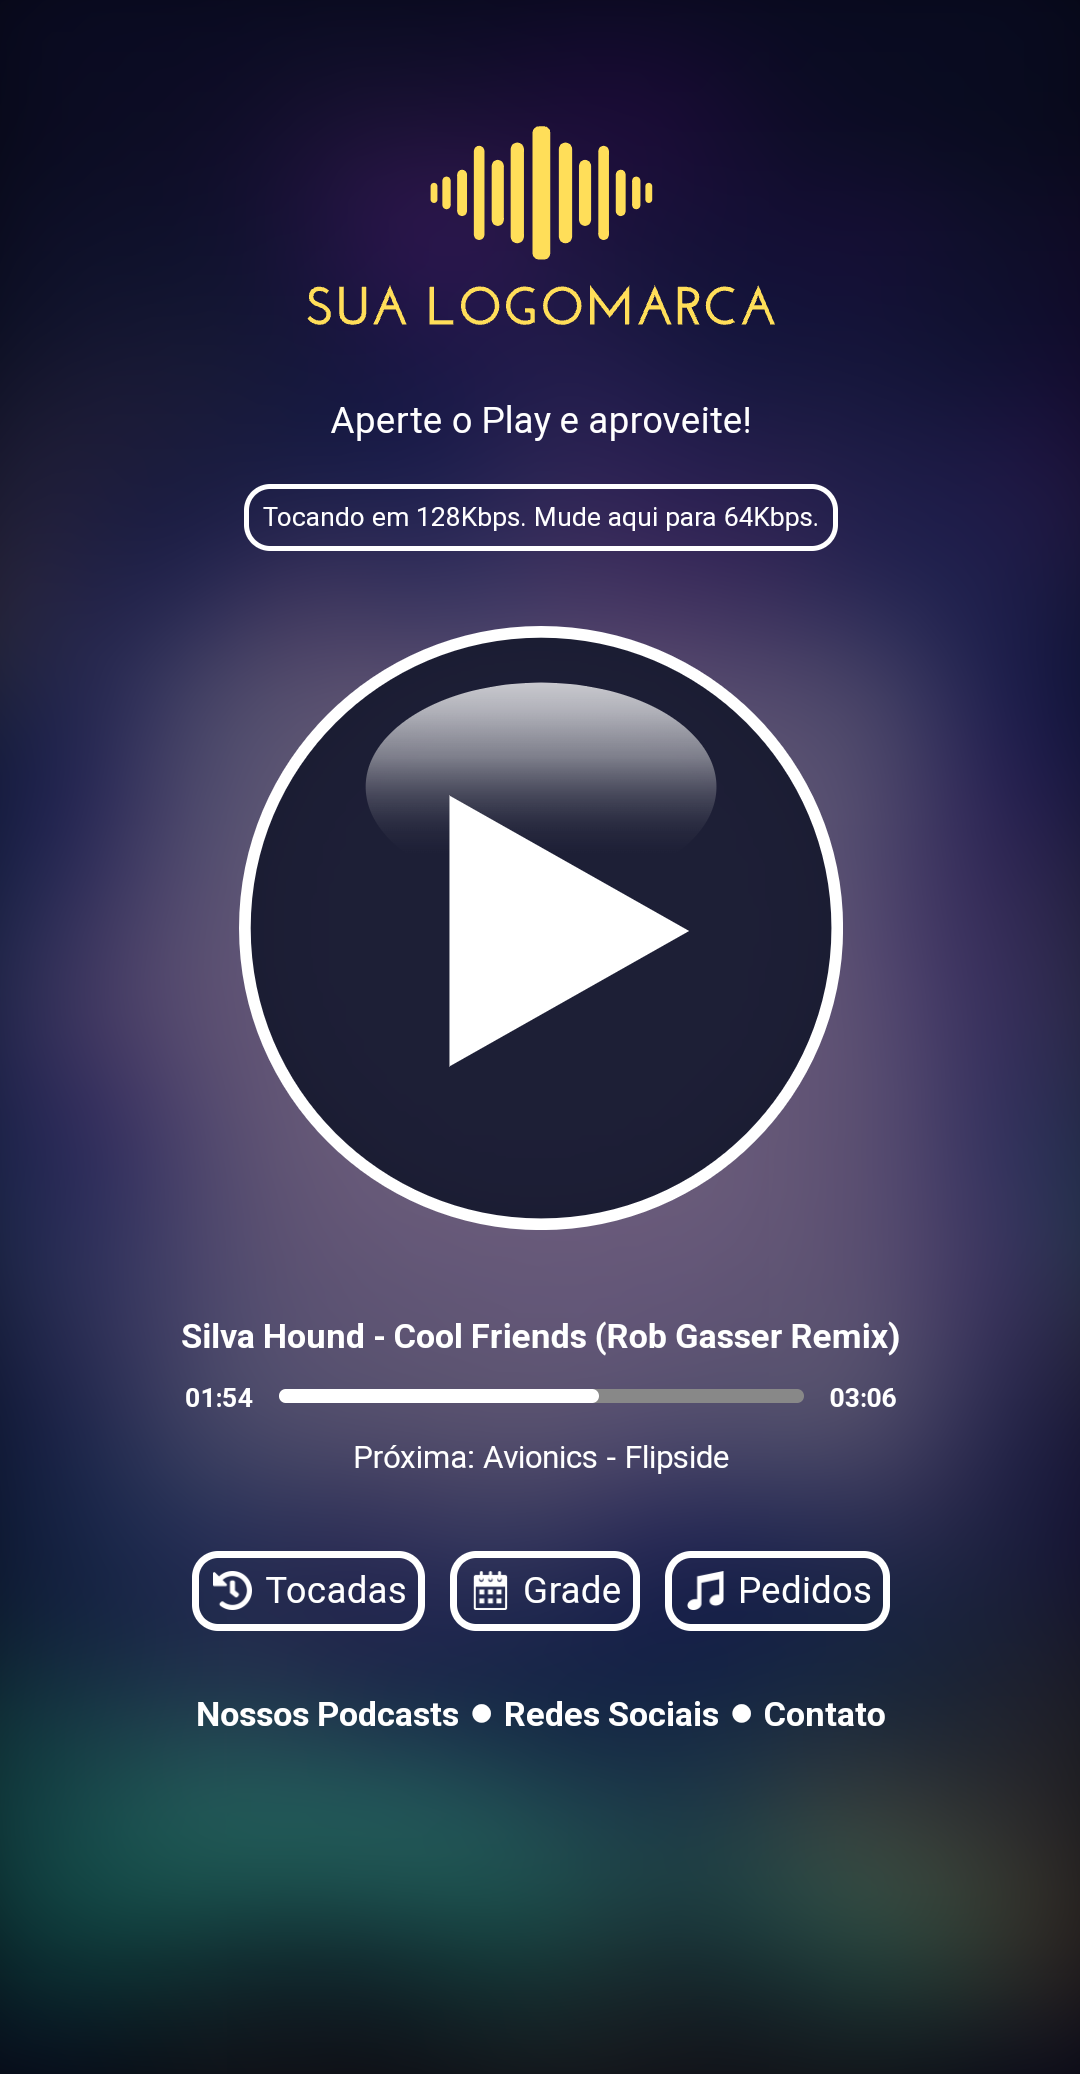 SUA LOGOMARCA
Aperte o Play e aproveite!
Tocando em 128Kbps. Mude aqui para 64Kbps.
Silva Hound - Cool Friends (Rob Gasser Remix)
01:54 03:06
Próxima: Avionics - Flipside
Tocadas Grade Pedidos
Nossos Podcasts ● Redes Sociais ● Contato